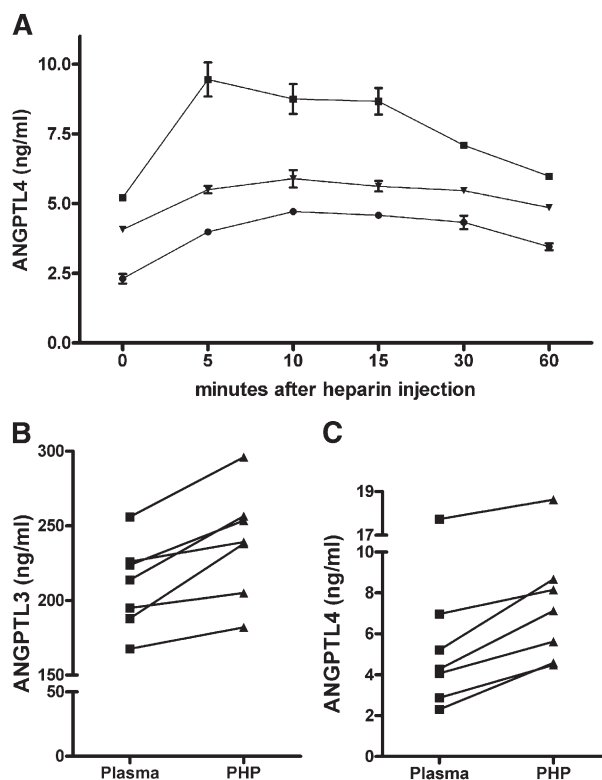 A
ANGPTL4 (ng/ml)
10.0
7.5
5.0
2.5
0.0
0 5 10 15 30 60
minutes after heparin injection
B
ANGPTL3 (ng/ml)
300
250
200
150
50
0
Plasma PHP
C
ANGPTL4 (ng/ml)
19
17
10
8
6
4
2
0
Plasma PHP